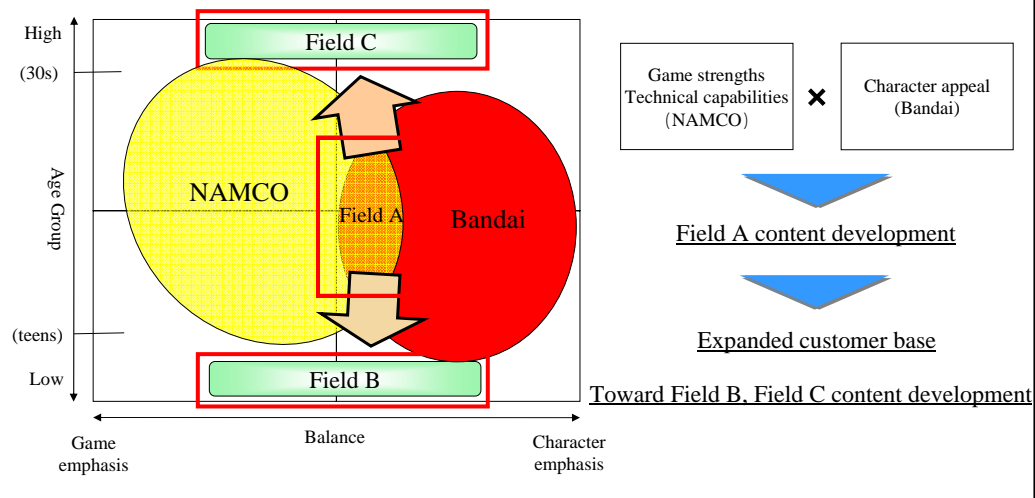 High
(30s)
Age Group
(teens)
Low
Field C
NAMCO
Field A
Bandai
Field B
Game
emphasis
Balance
Character
emphasis
Game strengths
Technical capabilities
(NAMCO)
×
Character appeal
(Bandai)
Field A content development
Expanded customer base
Toward Field B, Field C content development